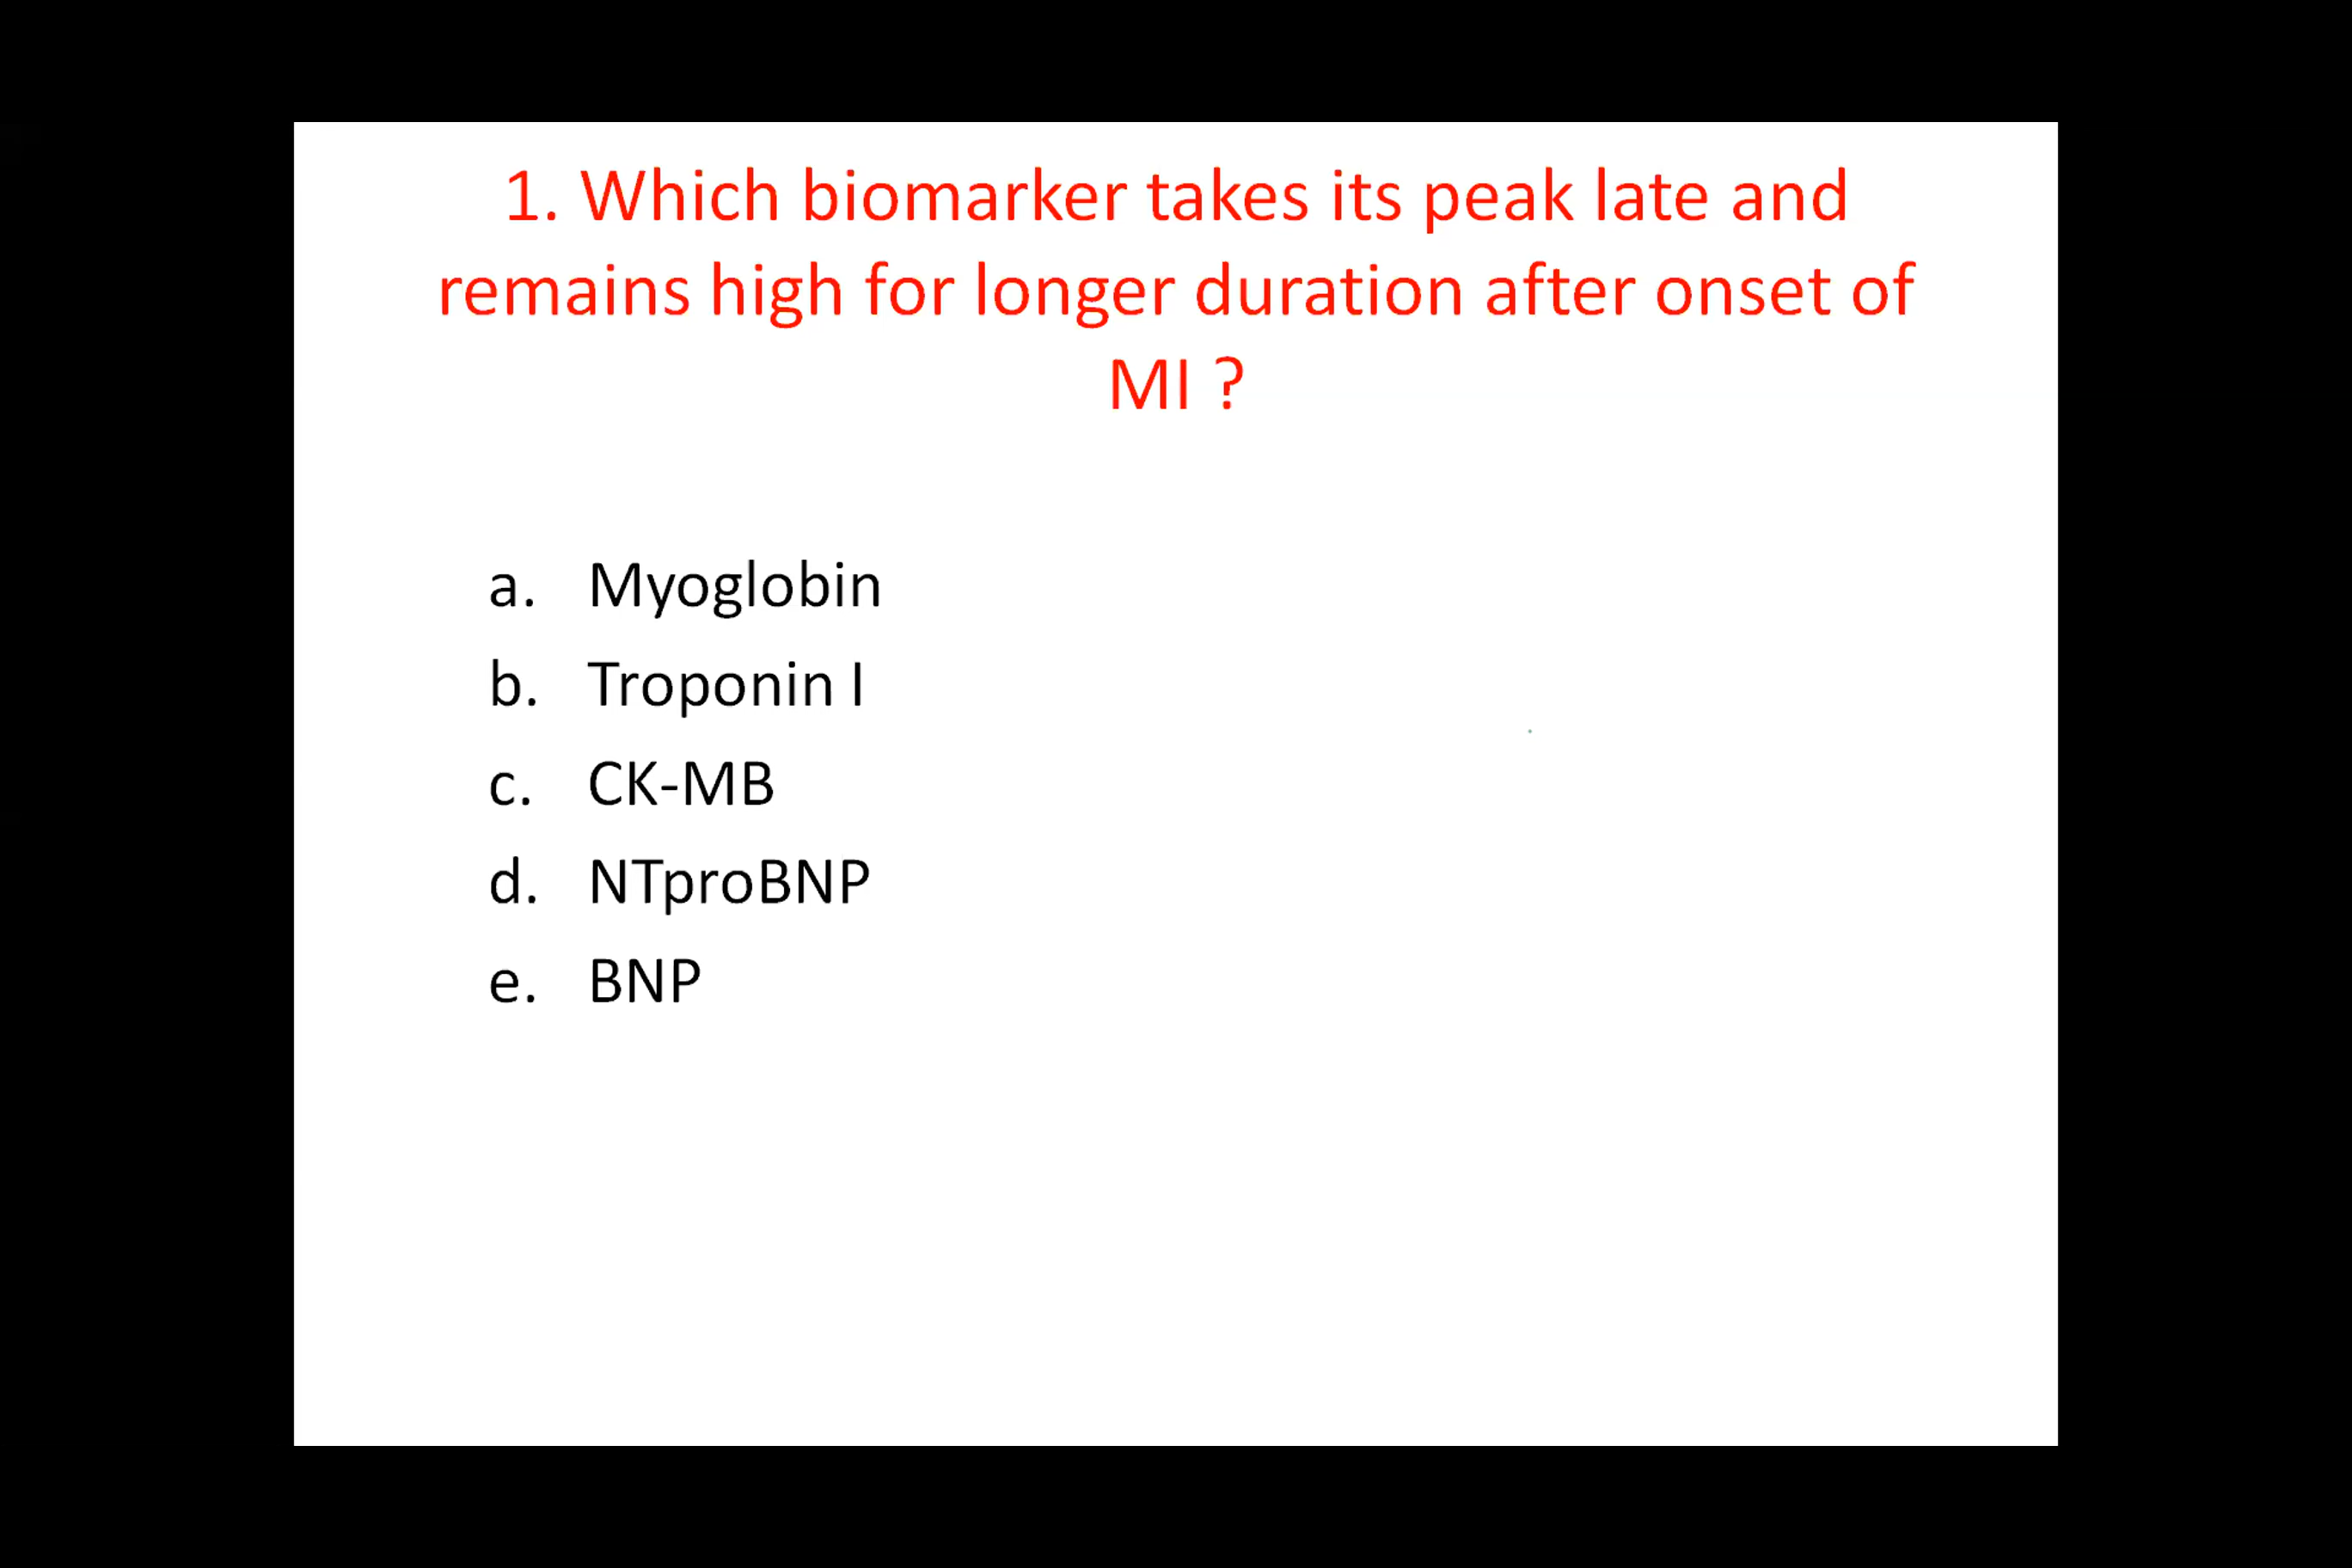 1. Which biomarker takes its peak late and
remains high for longer duration after onset of
MI ?
a. Myoglobin
b. Troponin I
c. CK-MB
d. NTproBNP
e. BNP